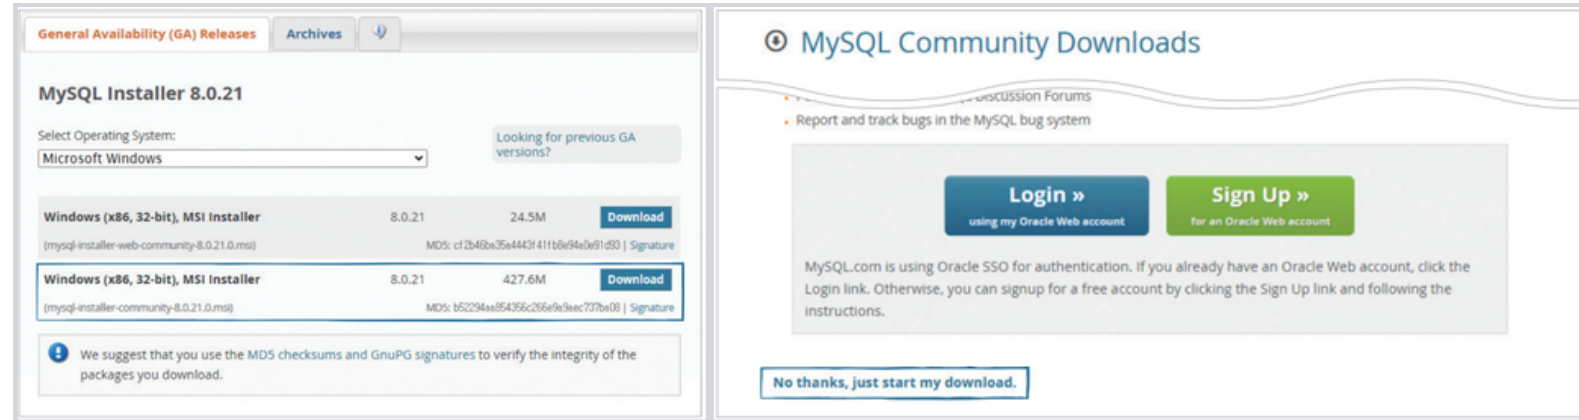 General Availability (GA) Releases Archives
MySQL Installer 8.0.21
Select Operating System:
Looking for previous GA
versions?
Microsoft Windows
Windows (x86, 32-bit), MSI Installer 8.0.21 24.5M Download
(mysql-installer-web-community-8.0.21.0.msi) MD5: | Signature
Windows (x86, 32-bit), MSI Installer 8.0.21 427.6M Download
(mysql-installer-community-8.0.21.0.msi) MD5: | Signature
We suggest that you use the MD5 checksums and GnuPG signatures to verify the integrity of the
packages you download.
MySQL Community Downloads
Discussion Forums
Report and track bugs in the MySQL bug system
Login »
using my Oracle Web account
Sign Up »
for an Oracle Web account
MySQL.com is using Oracle SSO for authentication. If you already have an Oracle Web account, click the
Login link. Otherwise, you can signup for a free account by clicking the Sign Up link and following the
instructions.
No thanks, just start my download.